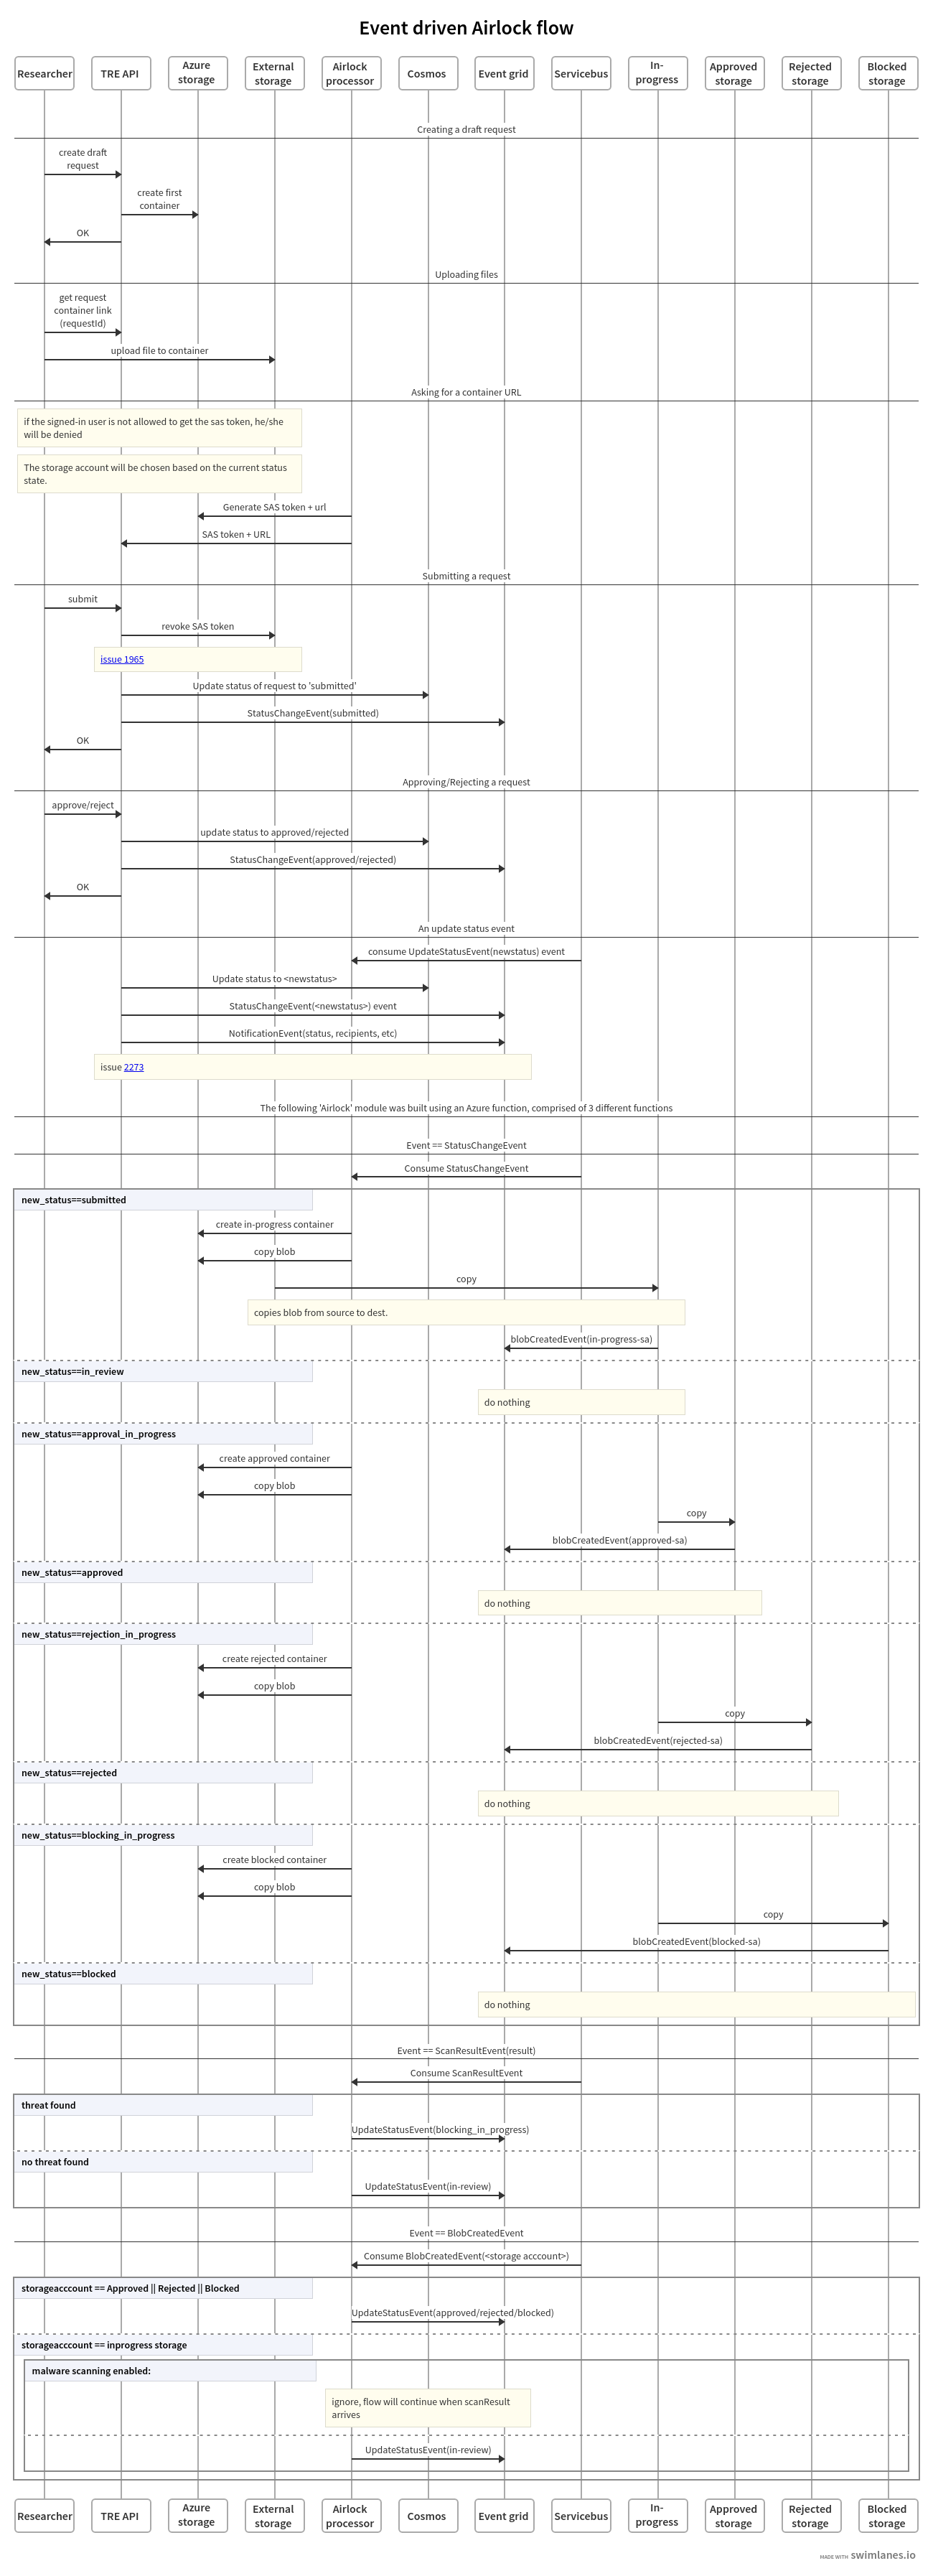 Event driven Airlock flow
Researcher
TRE API
Azure
storage
External
storage
Airlock
processor
Cosmos
Event grid
Servicebus
In-
progress
Approved
storage
Rejected
storage
Blocked
storage
Creating a draft request
create draft
request
create first
container
OK
Uploading files
get request
container link
(requestId)
upload file to container
Asking for a container URL
if the signed-in user is not allowed to get the sas token, he/she
will be denied
The storage account will be chosen based on the current status
state.
Generate SAS token + url
SAS token + URL
Submitting a request
submit
revoke SAS token
issue 1965
Update status of request to 'submitted'
StatusChangeEvent(submitted)
OK
Approving/Rejecting a request
approve/reject
update status to approved/rejected
StatusChangeEvent(approved/rejected)
OK
An update status event
consume UpdateStatusEvent(newstatus) event
Update status to <newstatus>
StatusChangeEvent(<newstatus>) event
NotificationEvent(status, recipients, etc)
issue 2273
The following 'Airlock' module was built using an Azure function, comprised of 3 different functions
Event == StatusChangeEvent
Consume StatusChangeEvent
new_status==submitted
create in-progress container
copy blob
copy
copies blob from source to dest.
blobCreatedEvent(in-progress-sa)
new_status==in_review
do nothing
new_status==approval_in_progress
create approved container
copy blob
copy
blobCreatedEvent(approved-sa)
new_status==approved
do nothing
new_status==rejection_in_progress
create rejected container
copy blob
copy
blobCreatedEvent(rejected-sa)
new_status==rejected
do nothing
new_status==blocking_in_progress
create blocked container
copy blob
copy
blobCreatedEvent(blocked-sa)
new_status==blocked
do nothing
Event == ScanResultEvent(result)
Consume ScanResultEvent
threat found
UpdateStatusEvent(blocking_in_progress)
no threat found
UpdateStatusEvent(in-review)
Event == BlobCreatedEvent
Consume BlobCreatedEvent(<storage acccount>)
storageacccount == Approved || Rejected || Blocked
UpdateStatusEvent(approved/rejected/blocked)
storageacccount == inprogress storage
malware scanning enabled:
ignore, flow will continue when scanResult
arrives
UpdateStatusEvent(in-review)
Researcher
TRE API
Azure
storage
External
storage
Airlock
processor
Cosmos
Event grid
Servicebus
In-
progress
Approved
storage
Rejected
storage
Blocked
storage
MADE WITH swimlanes.io